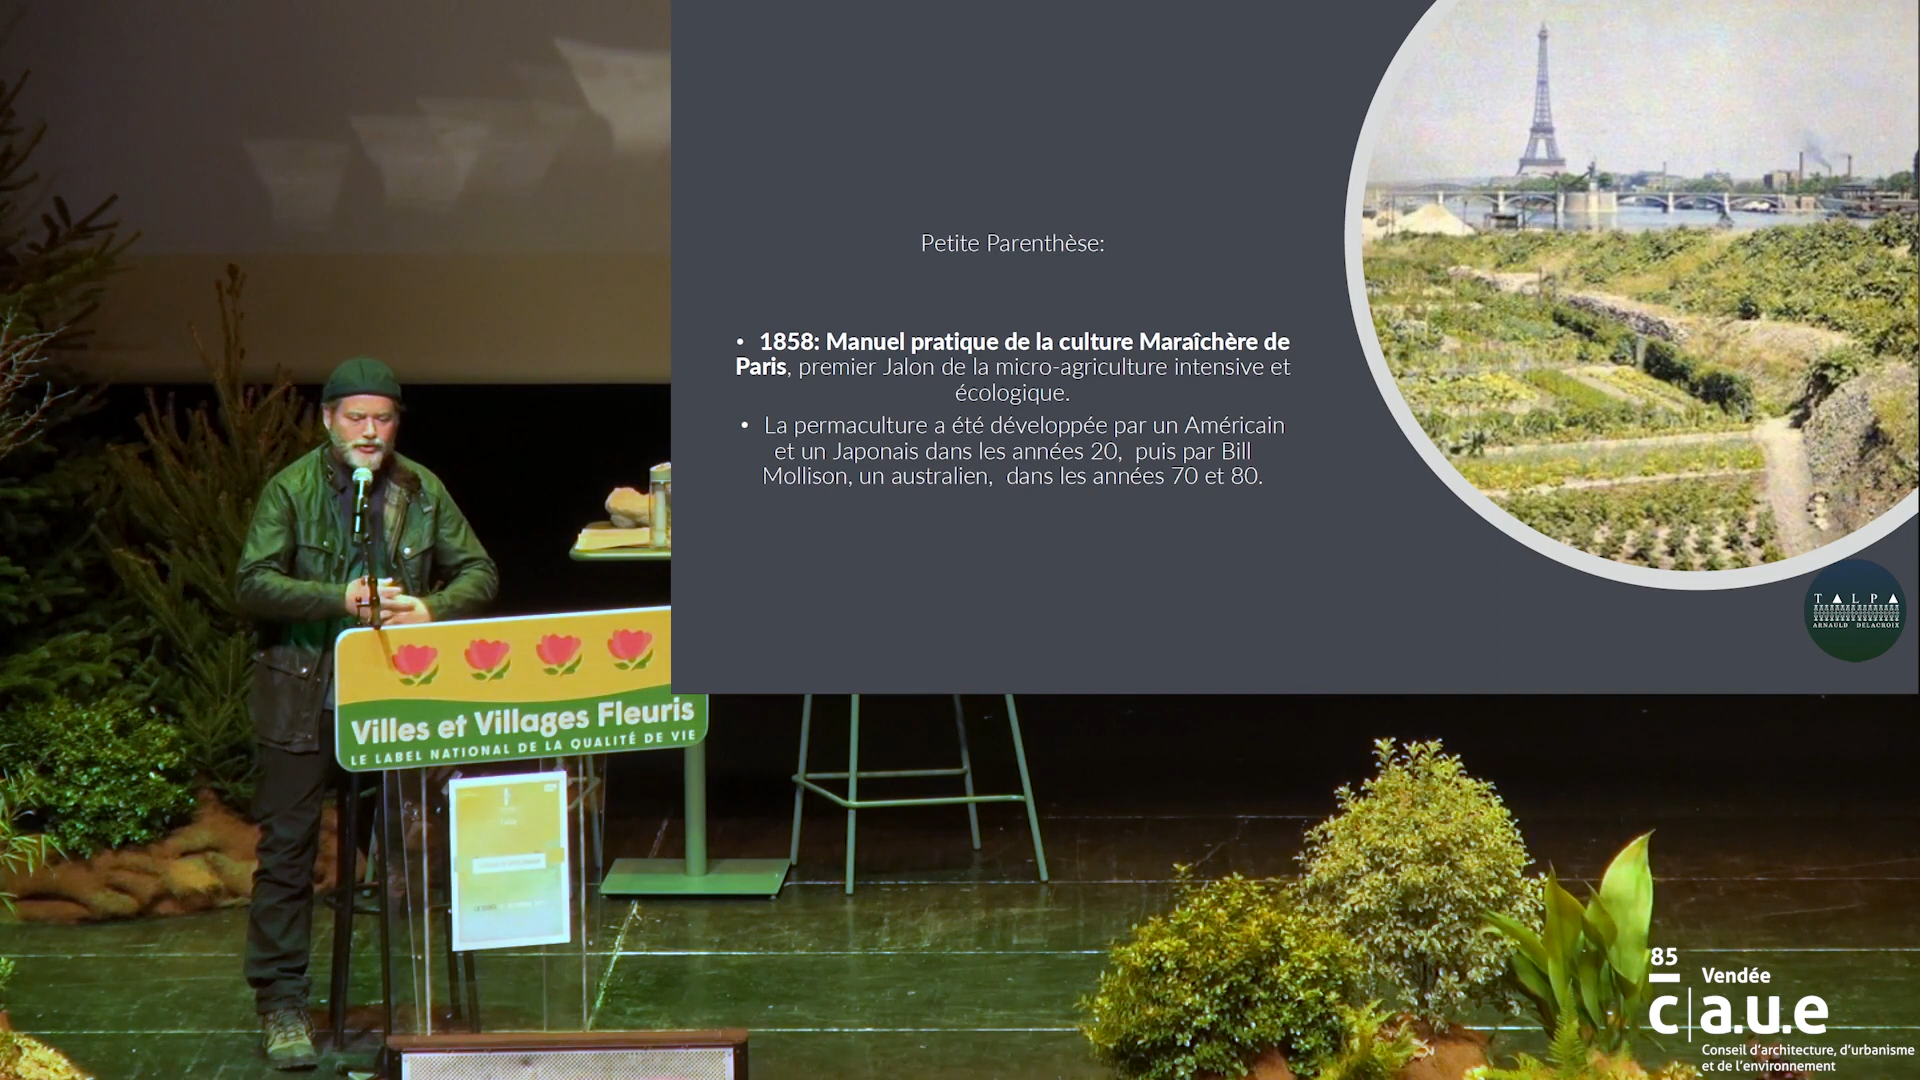 Petite Parenthèse:
• 1858: Manuel pratique de la culture Maraîchère de
Paris, premier Jalon de la micro-agriculture intensive et
écologique.
• La permaculture a été développée par un Américain
et un Japonais dans les années 20, puis par Bill
Mollison, un australien, dans les années 70 et 80.
TALPA
ARNAULD DELACROIX
Villes et Villages Fleuris
LE LABEL NATIONAL DE LA QUALITÉ DE VIE
85
Vendée
c|a.u.e
Conseil d'architecture, d'urbanisme
et de l'environnement